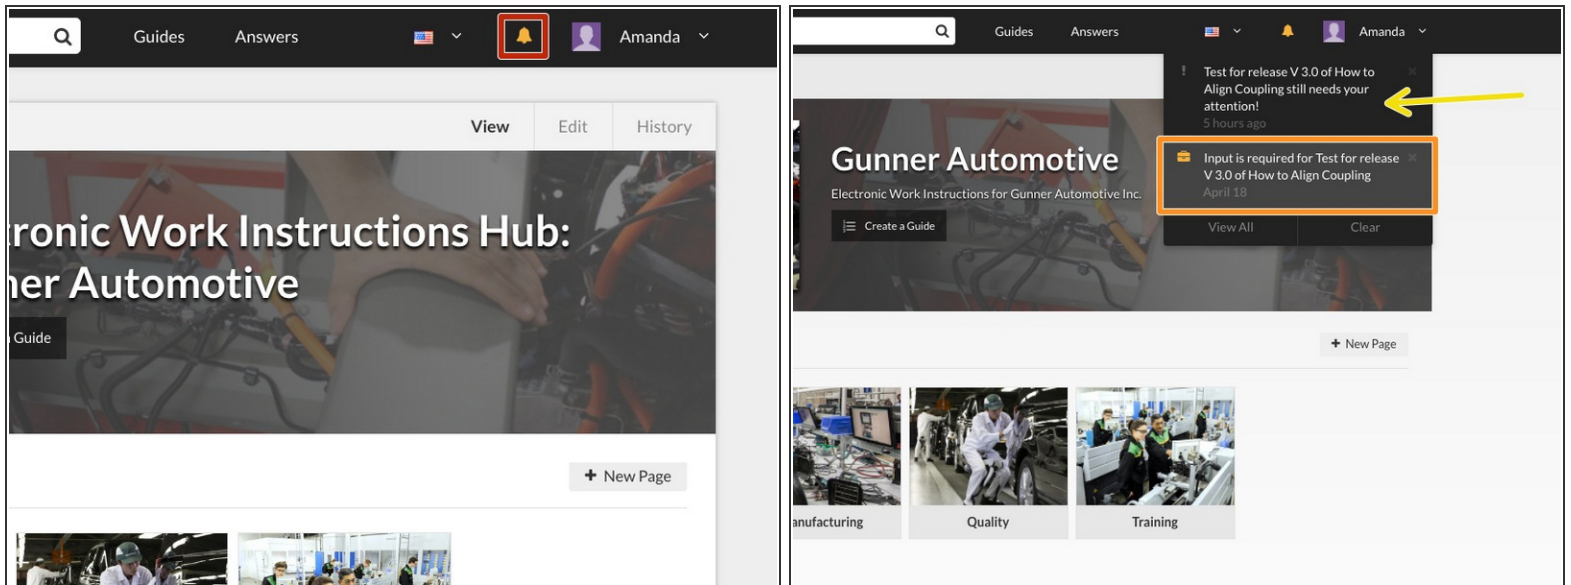 Guides Answers Amanda
View Edit History
tronic Work Instructions Hub:
ner Automotive
Guide
+ New Page
Guides Answers Amanda
Test for release V 3.0 of How to
Align Coupling still needs your
attention!
5 hours ago
Input is required for Test for release
V 3.0 of How to Align Coupling
April 18
View All Clear
Gunner Automotive
Electronic Work Instructions for Gunner Automotive Inc.
Create a Guide
+ New Page
anufacturing Quality Training